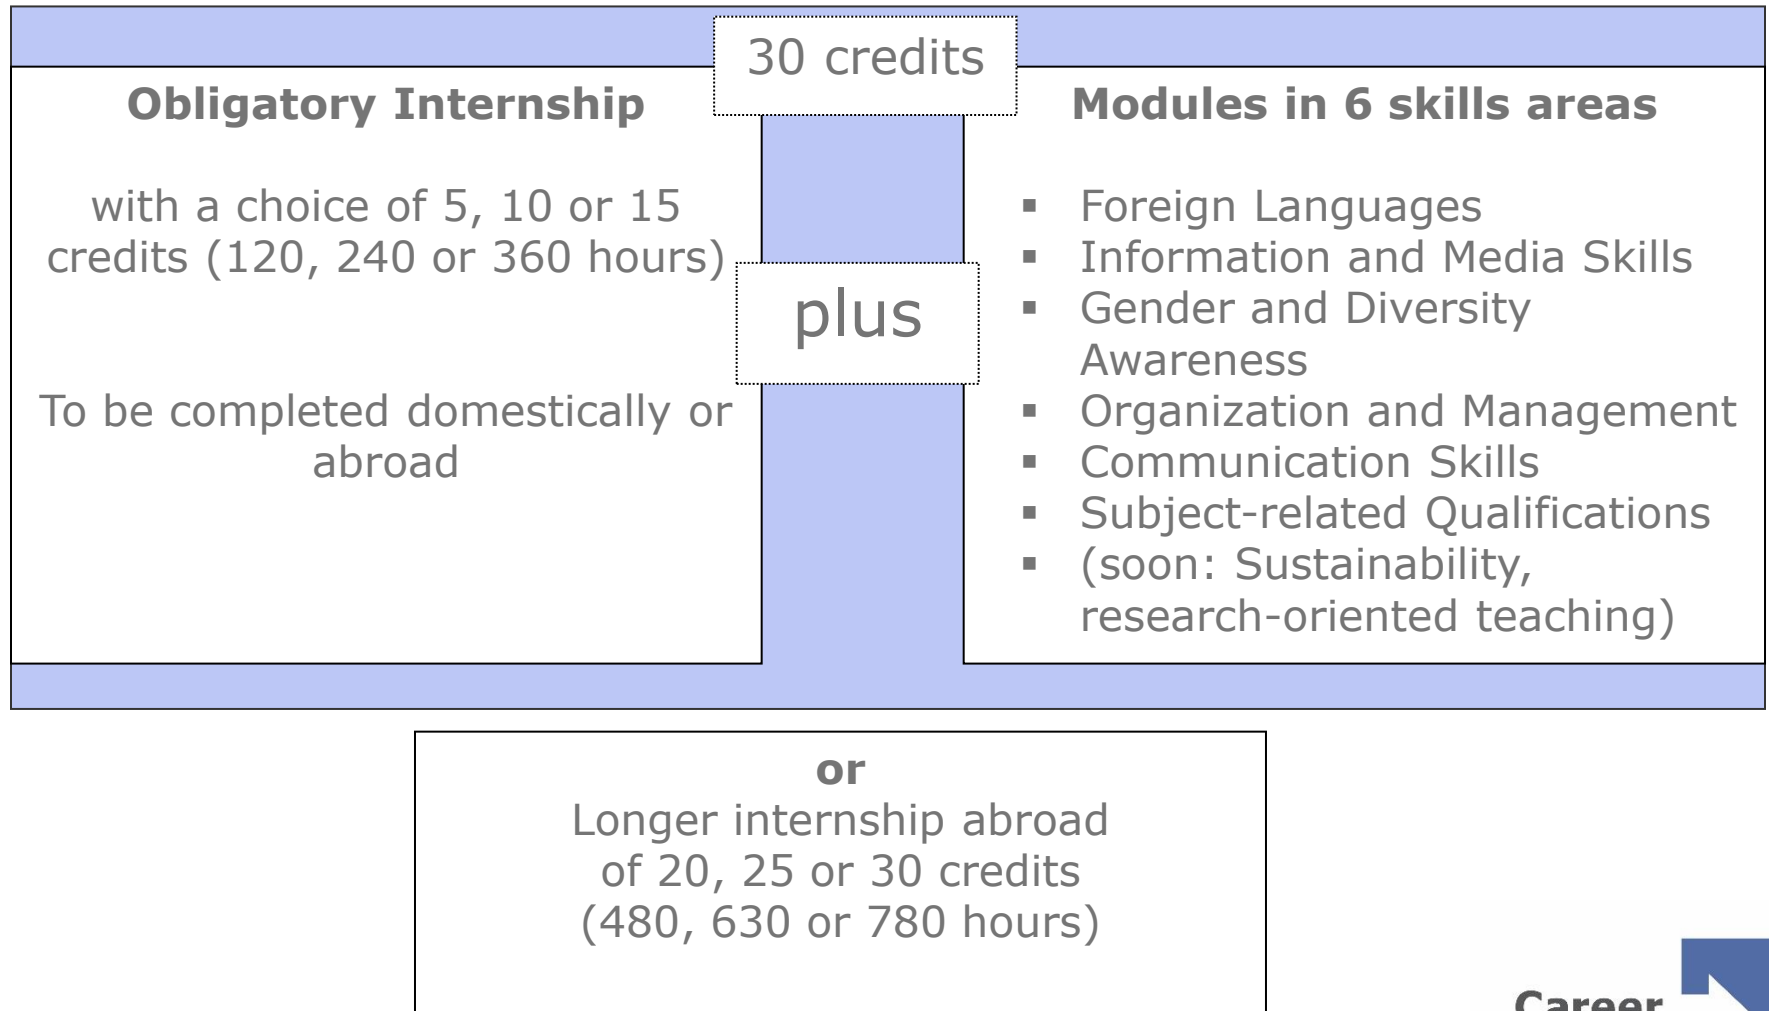 30 credits
Obligatory Internship
with a choice of 5, 10 or 15
credits (120, 240 or 360 hours)
To be completed domestically or
abroad
plus
Modules in 6 skills areas
▪ Foreign Languages
▪ Information and Media Skills
▪ Gender and Diversity
Awareness
▪ Organization and Management
▪ Communication Skills
▪ Subject-related Qualifications
▪ (soon: Sustainability,
research-oriented teaching)
or
Longer internship abroad
of 20, 25 or 30 credits
(480, 630 or 780 hours)
Career